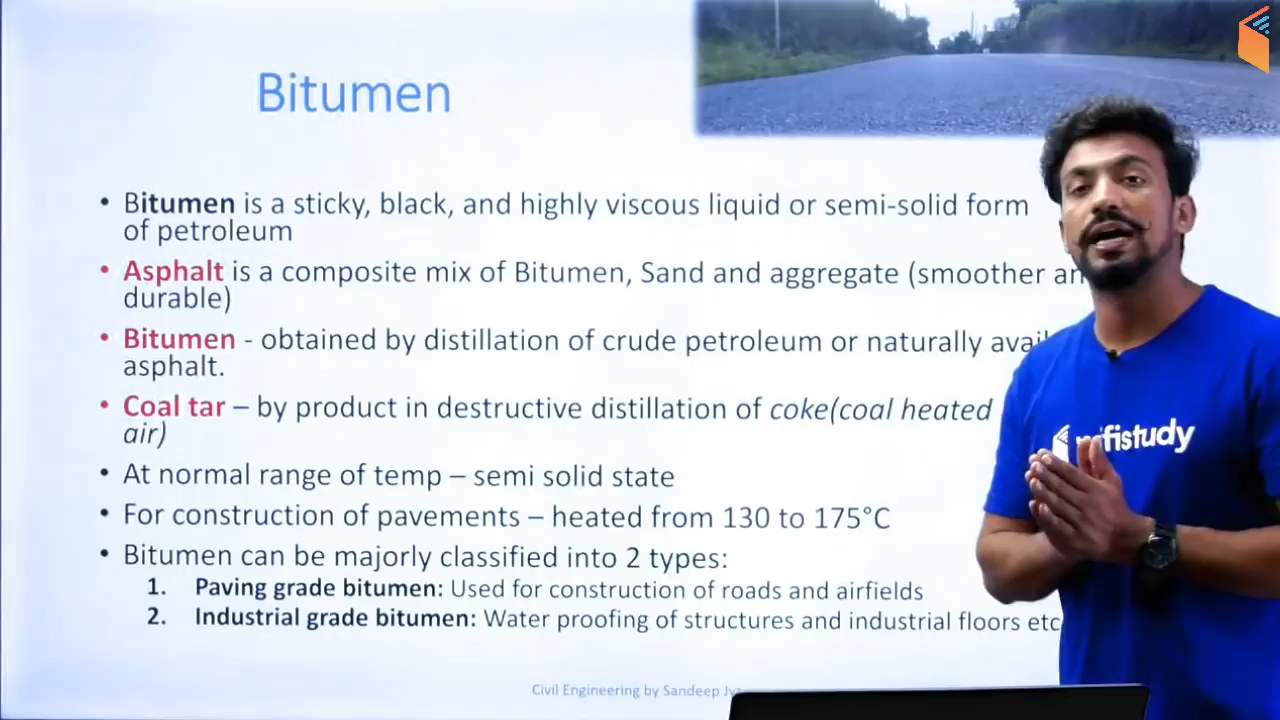 Bitumen
• Bitumen is a sticky, black, and highly viscous liquid or semi-solid form
of petroleum
• Asphalt is a composite mix of Bitumen, Sand and aggregate (smoother
durable)
• Bitumen - obtained by distillation of crude petroleum or naturally
asphalt.
• Coal tar – by product in destructive distillation of coke(coal heated
air)
• At normal range of temp – semi solid state
• For construction of pavements – heated from 130 to 175°C
• Bitumen can be majorly classified into 2 types:
1. Paving grade bitumen: Used for construction of roads and airfields
2. Industrial grade bitumen: Water proofing of structures and industrial floors etc
Civil Engineering by Sandeep